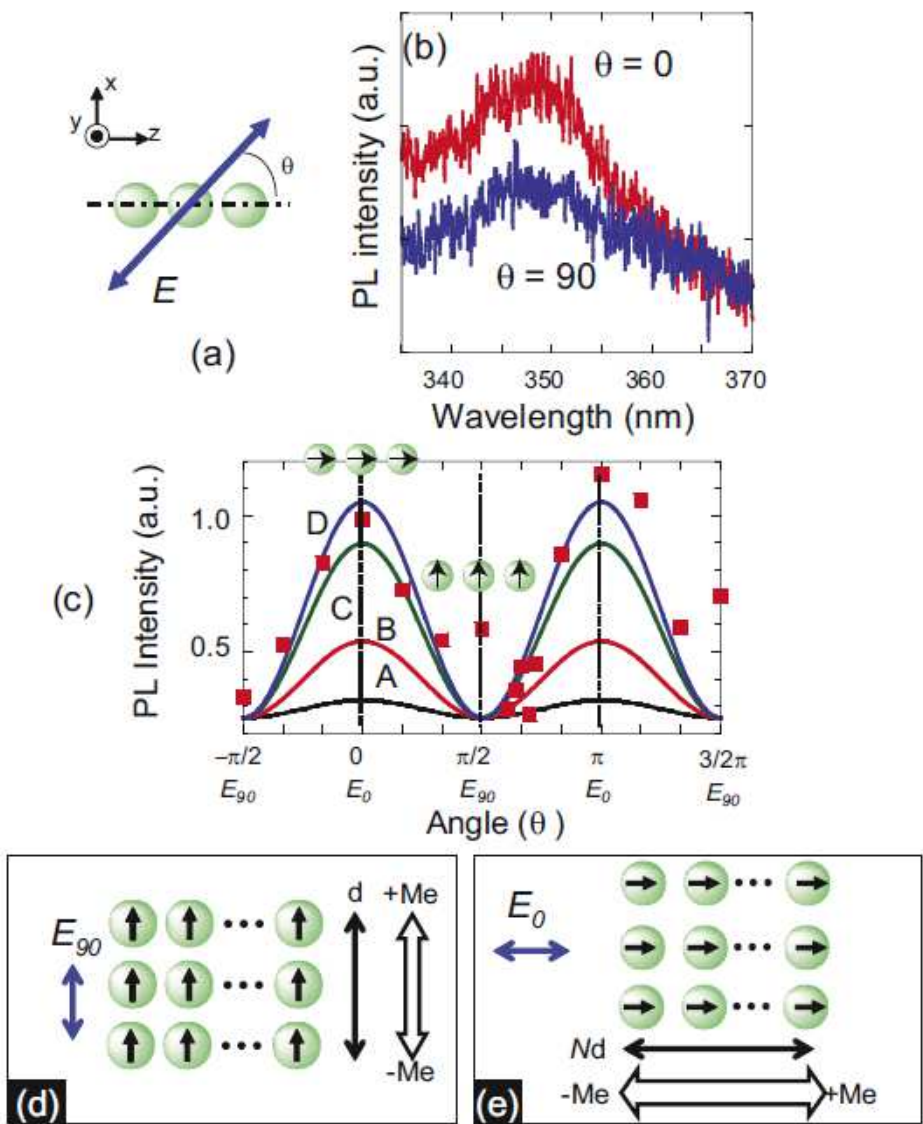 x
y
z
θ
E
(a)
(b)
θ = 0
θ = 90
PL intensity (a.u.)
340
350
360
370
Wavelength (nm)
(c)
PL Intensity (a.u.)
1.0
0.5
D
C
B
A
−π/2 0 π/2 π 3/2π
E90 E0 E90 E0 E90
Angle (θ )
E90
d +Me
-Me
(d)
E0
Nd
-Me +Me
(e)